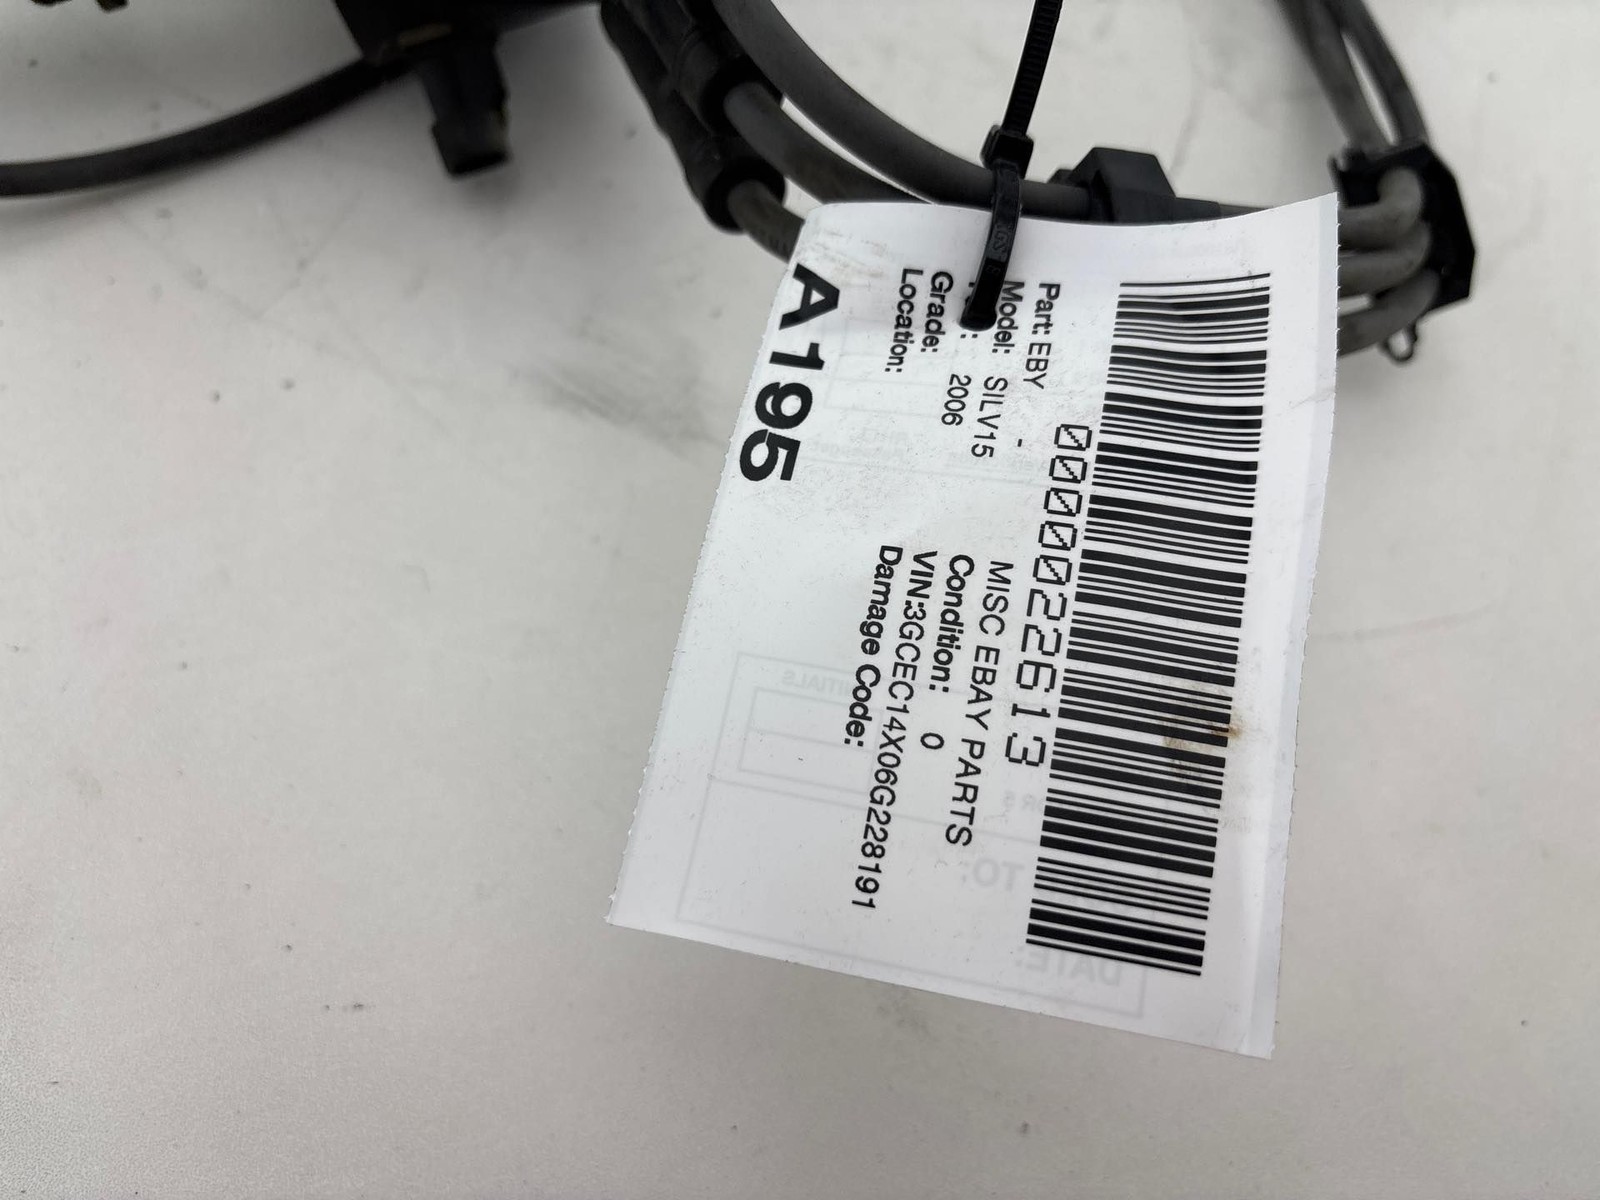 0000022613
Part: EBY - MISC EBAY PARTS
Model: SILV15 Condition: 0
: 2006 VIN:3GCEC14X06G228191
Grade: Damage Code:
Location:
A195